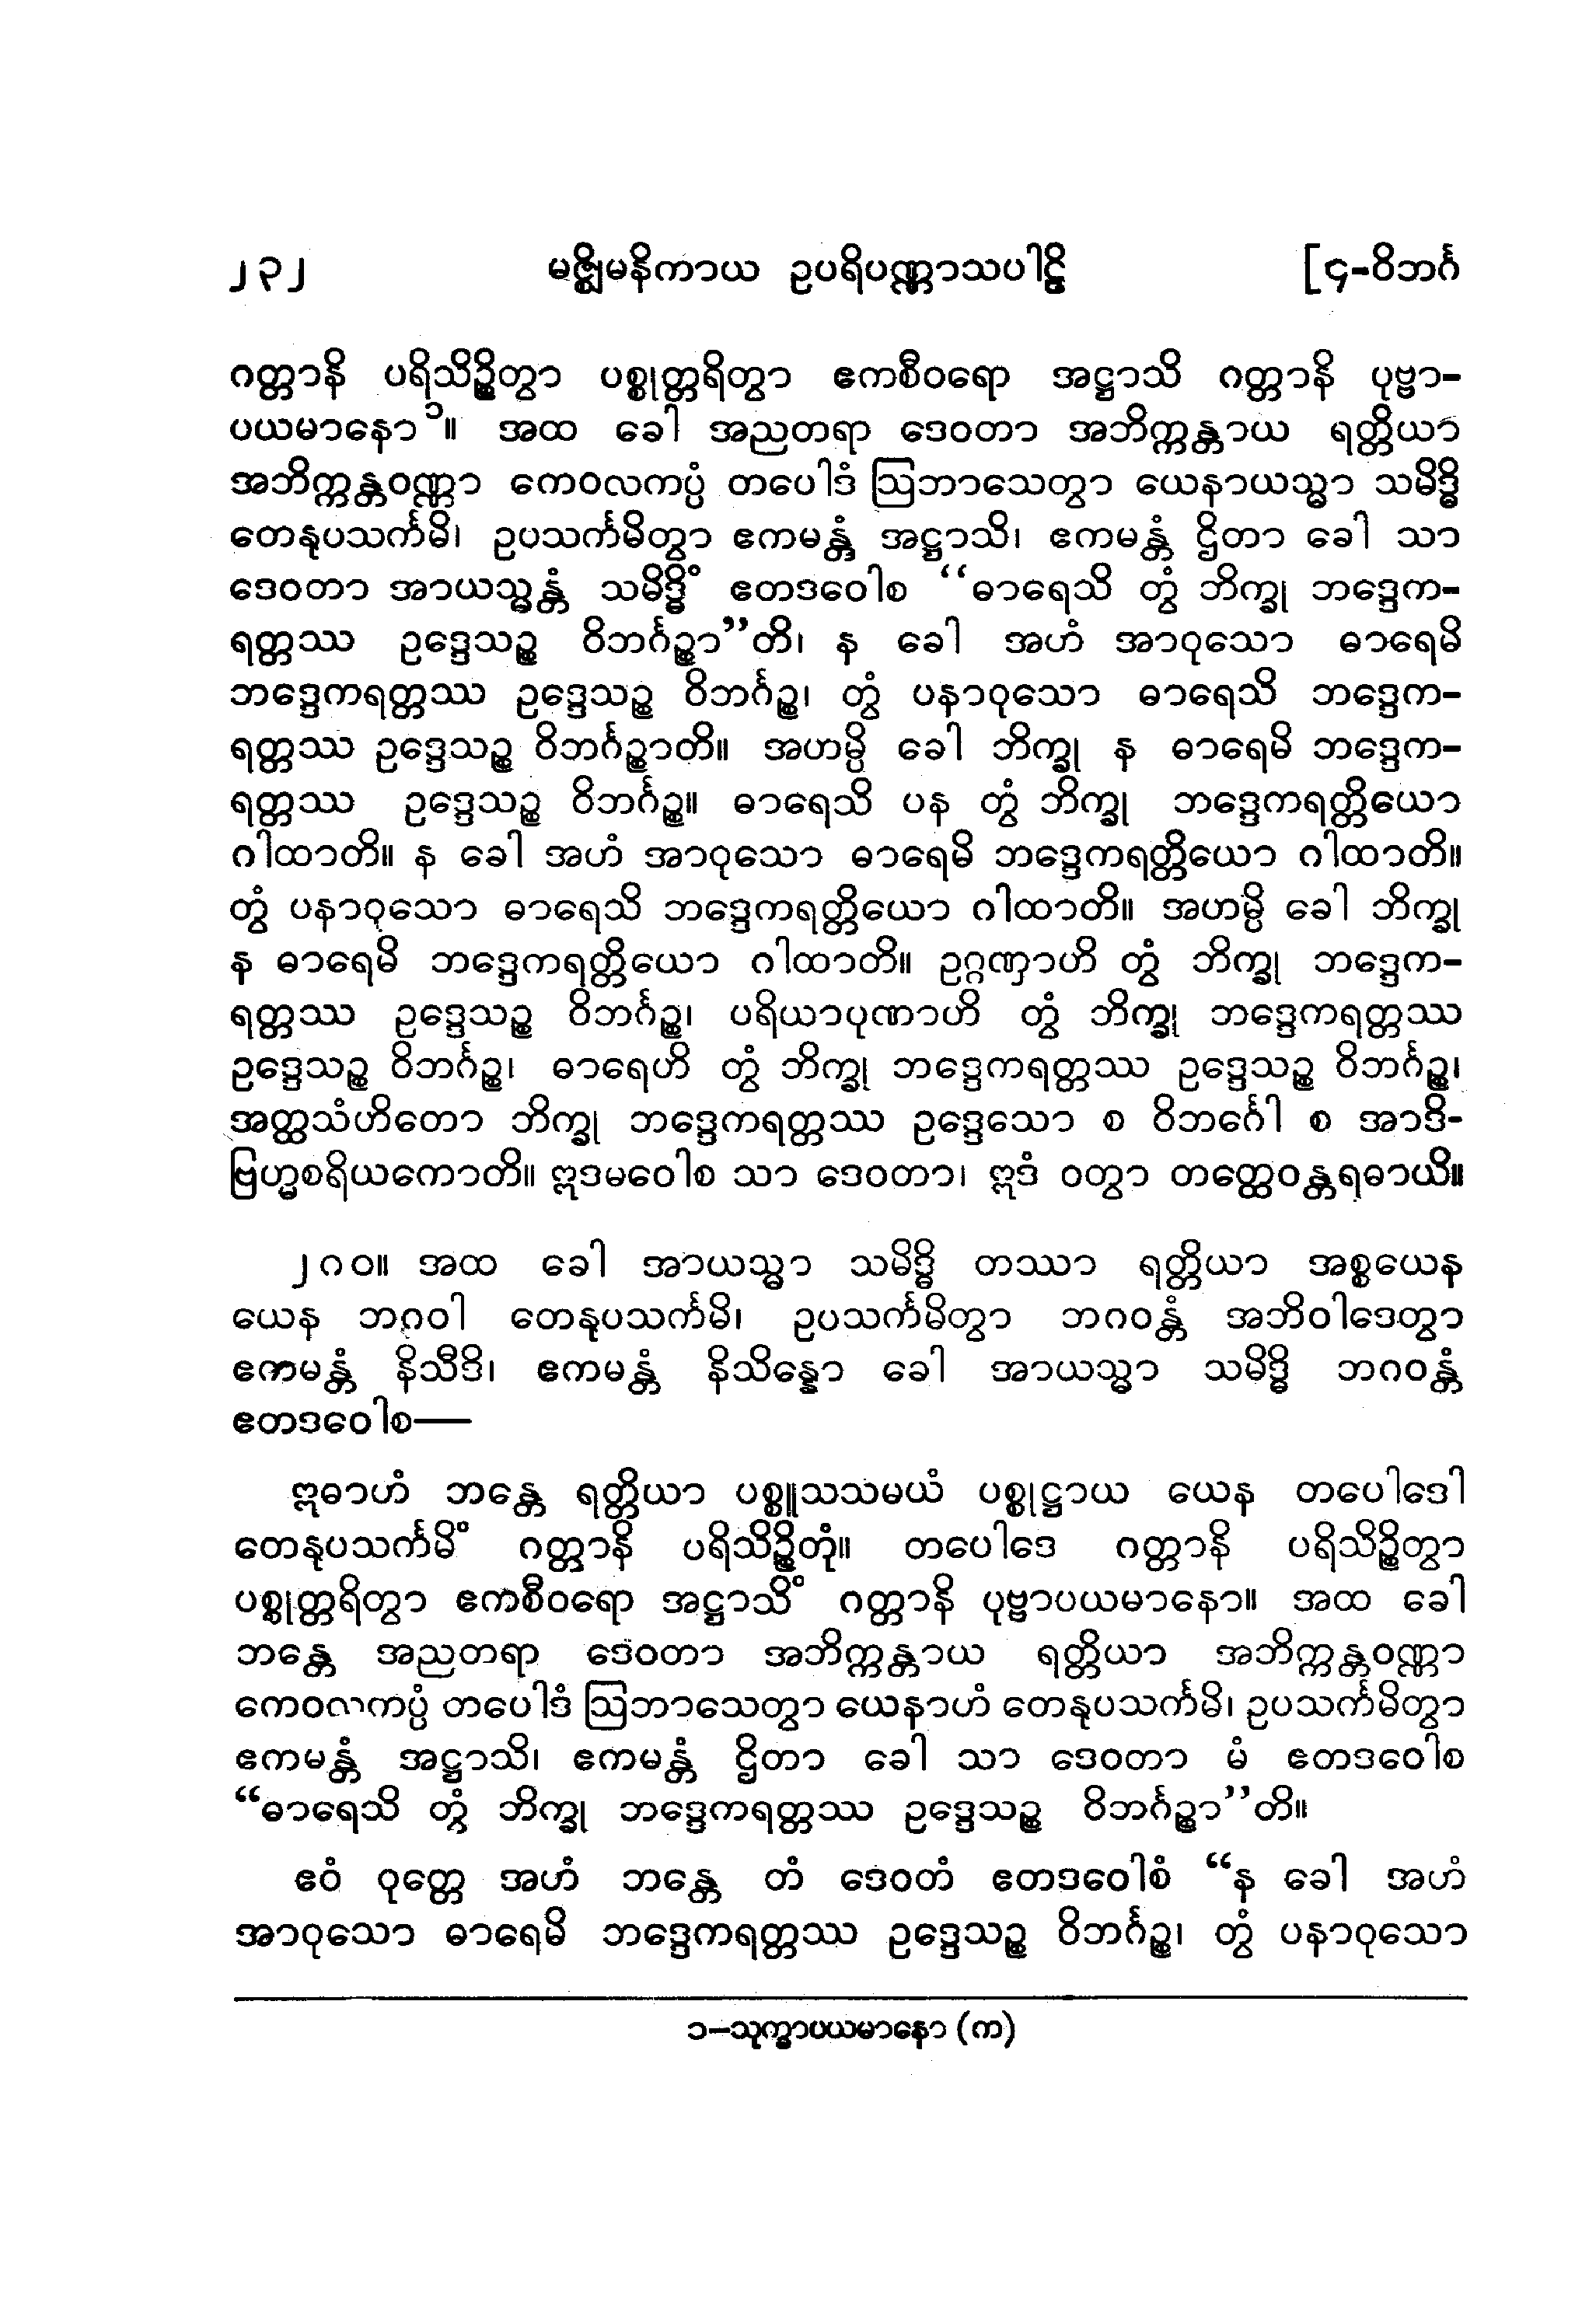 ၂၃၂ မဇ္ဈိမနိကာယ ဥပရိပဏ္ဏာသပါဠိ [၄-ဝိဘင်္ဂ
ဂတ္တာနိ ပရိသိဉ္စိတွာ ပစ္စုတ္တရိတွာ ဧကစီဝရော အဋ္ဌာသိ ဂတ္တာနိ ပုဗ္ဗာ-
ပယမာနော ၁။ အထ ခေါ အညတရာ ဒေဝတာ အဘိက္ကန္တာယ ရတ္တိယာ
အဘိက္ကန္တဝဏ္ဏာ ကေဝလကပ္ပံ တပေါဒံ ဩဘာသေတွာ ယေနာယသ္မာ သမိဒ္ဓိ
တေနုပသင်္ကမိ၊ ဥပသင်္ကမိတွာ ဧကမန္တံ အဋ္ဌာသိ၊ ဧကမန္တံ ဌိတာ ခေါ သာ
ဒေဝတာ အာယသ္မန္တံ သမိဒ္ဓိံ ဧတဒဝေါစ “ဓာရေသိ တွံ ဘိက္ခု ဘဒ္ဒေက-
ရတ္တဿ ဥဒ္ဒေသဉ္စ ဝိဘင်္ဂဉ္စာ”တိ၊ န ခေါ အဟံ အာဝုသော ဓာရေမိ
ဘဒ္ဒေကရတ္တဿ ဥဒ္ဒေသဉ္စ ဝိဘင်္ဂဉ္စ၊ တွံ ပနာဝုသော ဓာရေသိ ဘဒ္ဒေက-
ရတ္တဿ ဥဒ္ဒေသဉ္စ ဝိဘင်္ဂဉ္စာတိ။ အဟမ္ပိ ခေါ ဘိက္ခု န ဓာရေမိ ဘဒ္ဒေက-
ရတ္တဿ ဥဒ္ဒေသဉ္စ ဝိဘင်္ဂဉ္စ။ ဓာရေသိ ပန တွံ ဘိက္ခု ဘဒ္ဒေကရတ္တိယော
ဂါထာတိ။ န ခေါ အဟံ အာဝုသော ဓာရေမိ ဘဒ္ဒေကရတ္တိယော ဂါထာတိ။
တွံ ပနာဝုသော ဓာရေသိ ဘဒ္ဒေကရတ္တိယော ဂါထာတိ။ အဟမ္ပိ ခေါ ဘိက္ခု
န ဓာရေမိ ဘဒ္ဒေကရတ္တိယော ဂါထာတိ။ ဥဂ္ဂဏှာဟိ တွံ ဘိက္ခု ဘဒ္ဒေက-
ရတ္တဿ ဥဒ္ဒေသဉ္စ ဝိဘင်္ဂဉ္စ၊ ပရိယာပုဏာဟိ တွံ ဘိက္ခု ဘဒ္ဒေကရတ္တဿ
ဥဒ္ဒေသဉ္စ ဝိဘင်္ဂဉ္စ၊ ဓာရေဟိ တွံ ဘိက္ခု ဘဒ္ဒေကရတ္တဿ ဥဒ္ဒေသဉ္စ ဝိဘင်္ဂဉ္စ၊
အတ္ထသံဟိတော ဘိက္ခု ဘဒ္ဒေကရတ္တဿ ဥဒ္ဒေသော စ ဝိဘင်္ဂေါ စ အာဒိ-
ဗြဟ္မစရိယကောတိ။ ဣဒမဝေါစ သာ ဒေဝတာ၊ ဣဒံ ဝတွာ တတ္ထေဝန္တရဓာယိ။
၂၈၀။ အထ ခေါ အာယသ္မာ သမိဒ္ဓိ တဿာ ရတ္တိယာ အစ္စယေန
ယေန ဘဂဝါ တေနုပသင်္ကမိ၊ ဥပသင်္ကမိတွာ ဘဂဝန္တံ အဘိဝါဒေတွာ
ဧကမန္တံ နိသီဒိ၊ ဧကမန္တံ နိသိန္နော ခေါ အာယသ္မာ သမိဒ္ဓိ ဘဂဝန္တံ
ဧတဒဝေါစ—
ဣဓာဟံ ဘန္တေ ရတ္တိယာ ပစ္စူသသမယံ ပစ္စုဋ္ဌာယ ယေန တပေါဒေါ
တေနုပသင်္ကမိံ ဂတ္တာနိ ပရိသိဉ္စိတုံ။ တပေါဒေ ဂတ္တာနိ ပရိသိဉ္စိတွာ
ပစ္စုတ္တရိတွာ ဧကစီဝရော အဋ္ဌာသိံ ဂတ္တာနိ ပုဗ္ဗာပယမာနော။ အထ ခေါ
ဘန္တေ အညတရာ ဒေဝတာ အဘိက္ကန္တာယ ရတ္တိယာ အဘိက္ကန္တဝဏ္ဏာ
ကေဝလကပ္ပံ တပေါဒံ ဩဘာသေတွာ ယေနာဟံ တေနုပသင်္ကမိ၊ ဥပသင်္ကမိတွာ
ဧကမန္တံ အဋ္ဌာသိ၊ ဧကမန္တံ ဌိတာ ခေါ သာ ဒေဝတာ မံ ဧတဒဝေါစ
“ဓာရေသိ တွံ ဘိက္ခု ဘဒ္ဒေကရတ္တဿ ဥဒ္ဒေသဉ္စ ဝိဘင်္ဂဉ္စာ”တိ။
ဧဝံ ဝုတ္တေ အဟံ ဘန္တေ တံ ဒေဝတံ ဧတဒဝေါစံ “န ခေါ အဟံ
အာဝုသော ဓာရေမိ ဘဒ္ဒေကရတ္တဿ ဥဒ္ဒေသဉ္စ ဝိဘင်္ဂဉ္စ၊ တွံ ပနာဝုသော
၁–သုက္ခာပယမာနော (က)